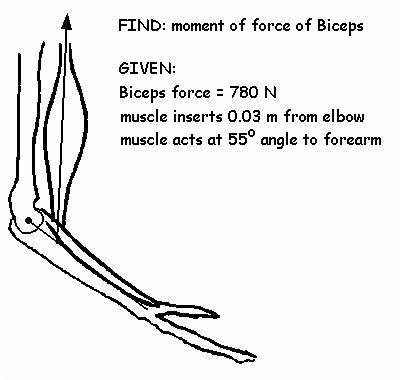 FIND: moment of force of Biceps
GIVEN:
Biceps force = 780 N
muscle inserts 0.03 m from elbow
muscle acts at 55° angle to forearm